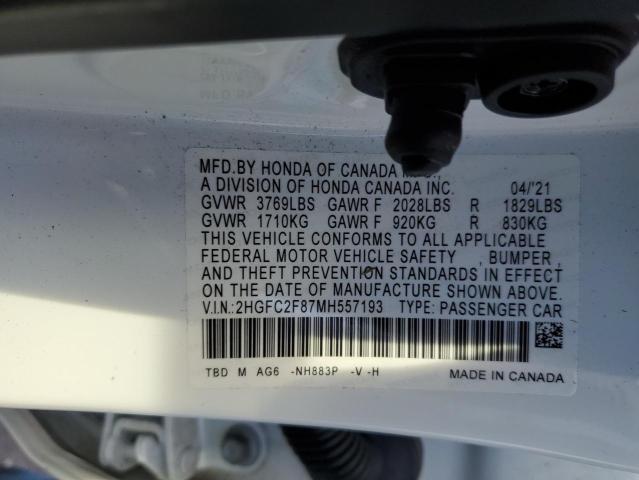 MFD.BY HONDA OF CANADA
A DIVISION OF HONDA CANADA INC. 04/'21
GVWR 3769LBS GAWR F 2028LBS R 1829LBS
GVWR 1710KG GAWR F 920KG R 830KG
THIS VEHICLE CONFORMS TO ALL APPLICABLE
FEDERAL MOTOR VEHICLE SAFETY , BUMPER ,
AND THEFT PREVENTION STANDARDS IN EFFECT
ON THE DATE OF MANUFACTURE SHOWN ABOVE.
V.I.N.:2HGFC2F87MH557193 TYPE: PASSENGER CAR
TBD M AG6 -NH883P -V -H MADE IN CANADA